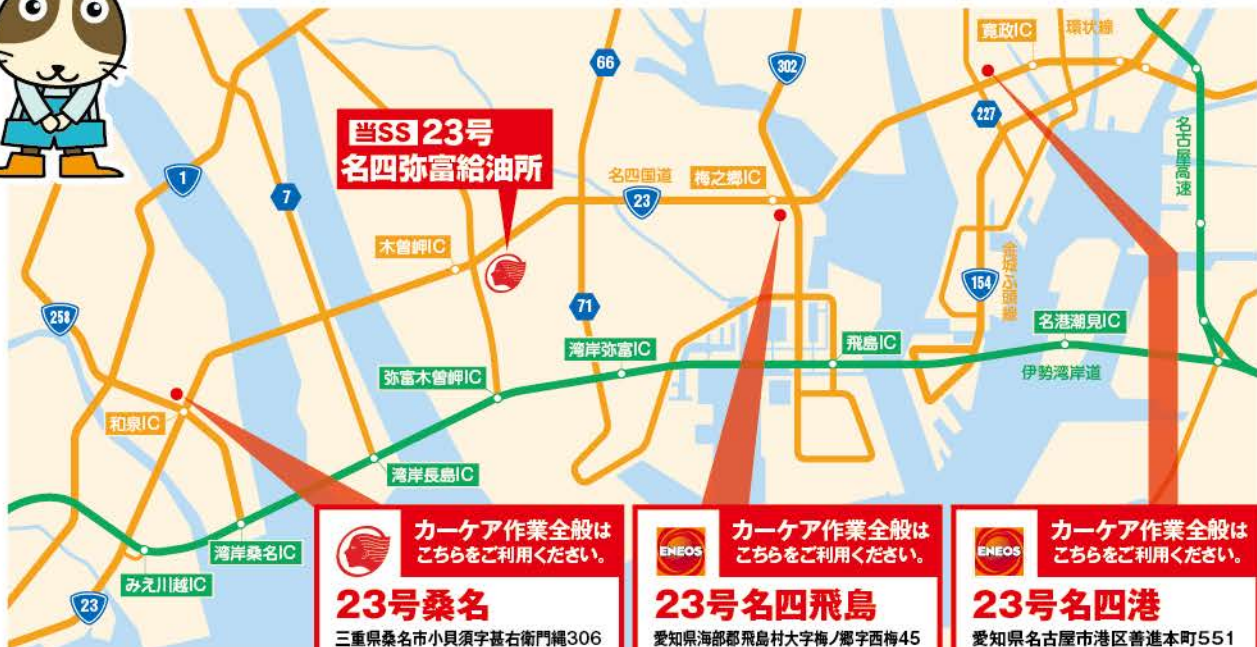 66
302
寛政IC
環状線
227
名古屋高速
当SS 23号
名四弥富給油所
1
7
名四国道
23
梅之郷IC
木曽岬IC
154
金城ふ頭線
258
71
名港潮見IC
湾岸弥富IC
飛島IC
伊勢湾岸道
弥富木曽岬IC
和泉IC
湾岸長島IC
湾岸桑名IC
みえ川越IC
23
カーケア作業全般は
こちらをご利用ください。
23号桑名
三重県桑名市小貝須字甚右衛門縄306
ENEOS
カーケア作業全般は
こちらをご利用ください。
23号名四飛島
愛知県海部郡飛島村大字梅ノ郷字西梅45
ENEOS
カーケア作業全般は
こちらをご利用ください。
23号名四港
愛知県名古屋市港区善進本町551